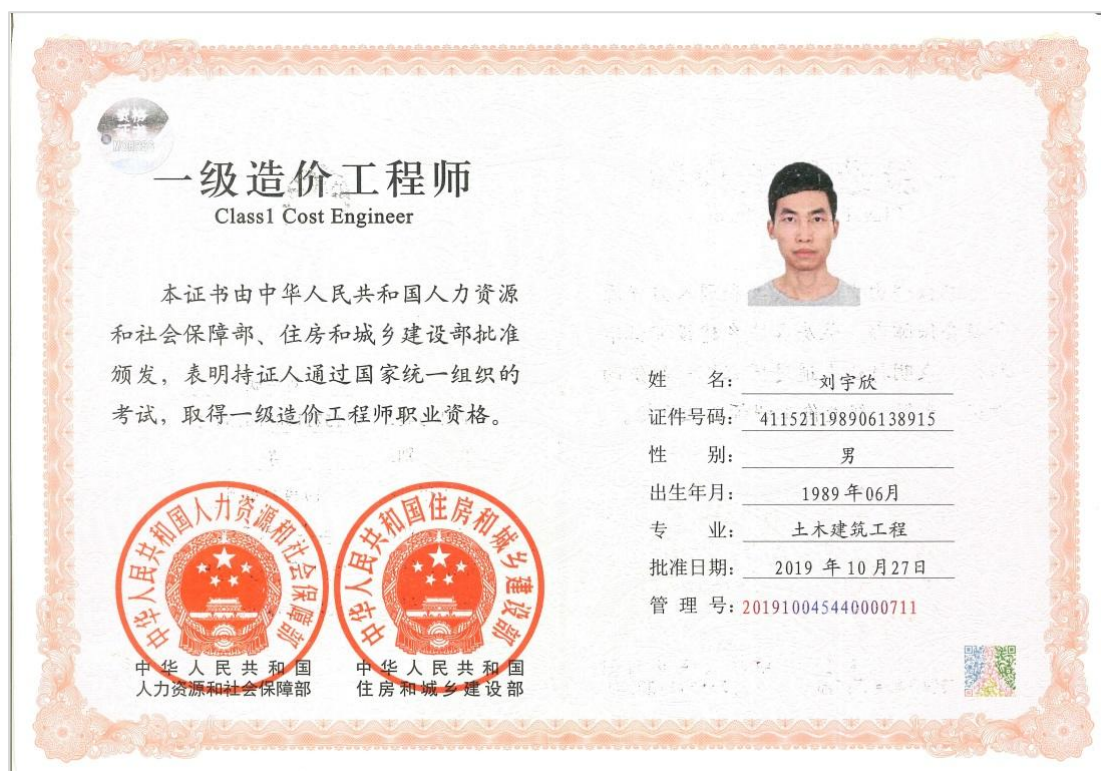 资格
证书
一级造价工程师
Class1 Cost Engineer
本证书由中华人民共和国人力资源
和社会保障部、住房和城乡建设部批准
颁发，表明持证人通过国家统一组织的
考试，取得一级造价工程师职业资格。
中华人民共和国人力资源和社会保障部
中华人民共和国住房和城乡建设部
中华人民共和国
人力资源和社会保障部
中华人民共和国
住房和城乡建设部
姓 名： 刘宇欣
证件号码： 411521198906138915
性 别： 男
出生年月： 1989年06月
专 业： 土木建筑工程
批准日期： 2019 年10月27日
管 理 号： 201910045440000711